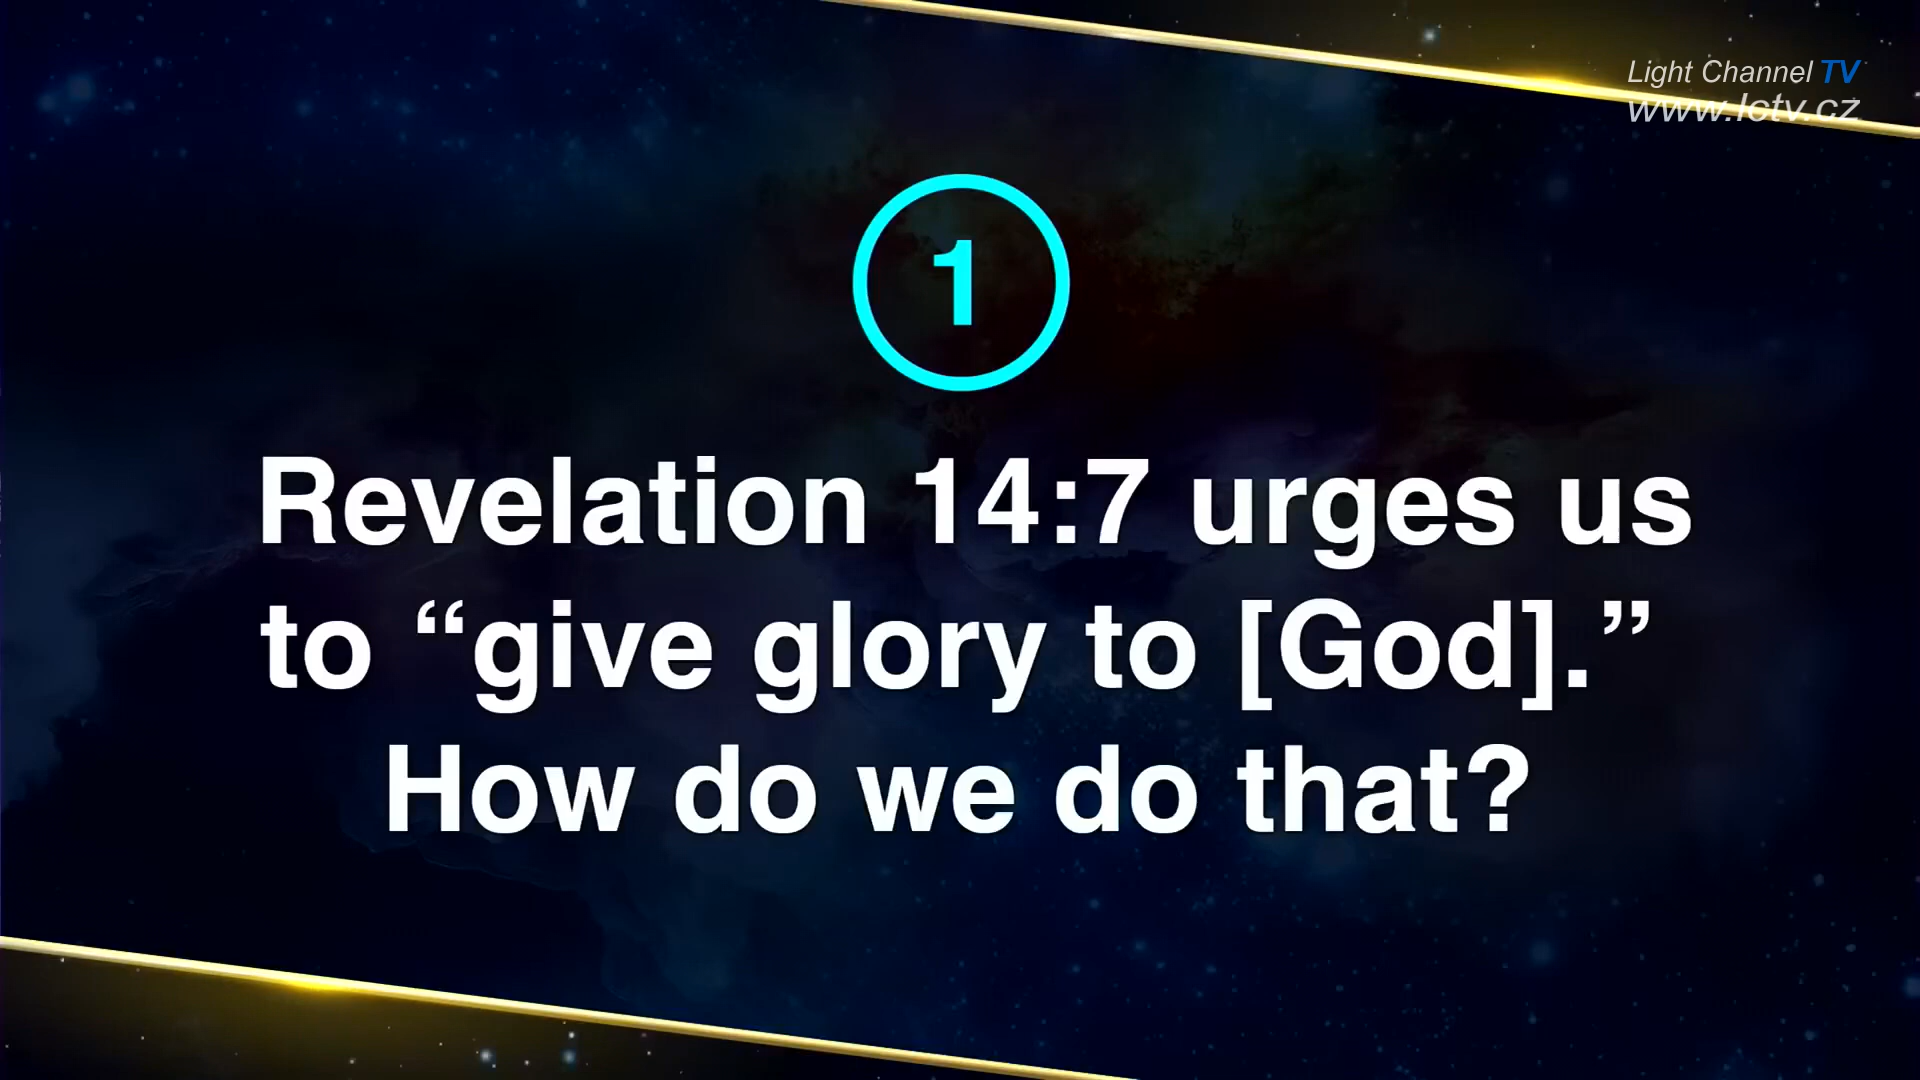 Light Channel TV
www.lctv.cz
1
Revelation 14:7 urges us
to “give glory to [God].”
How do we do that?